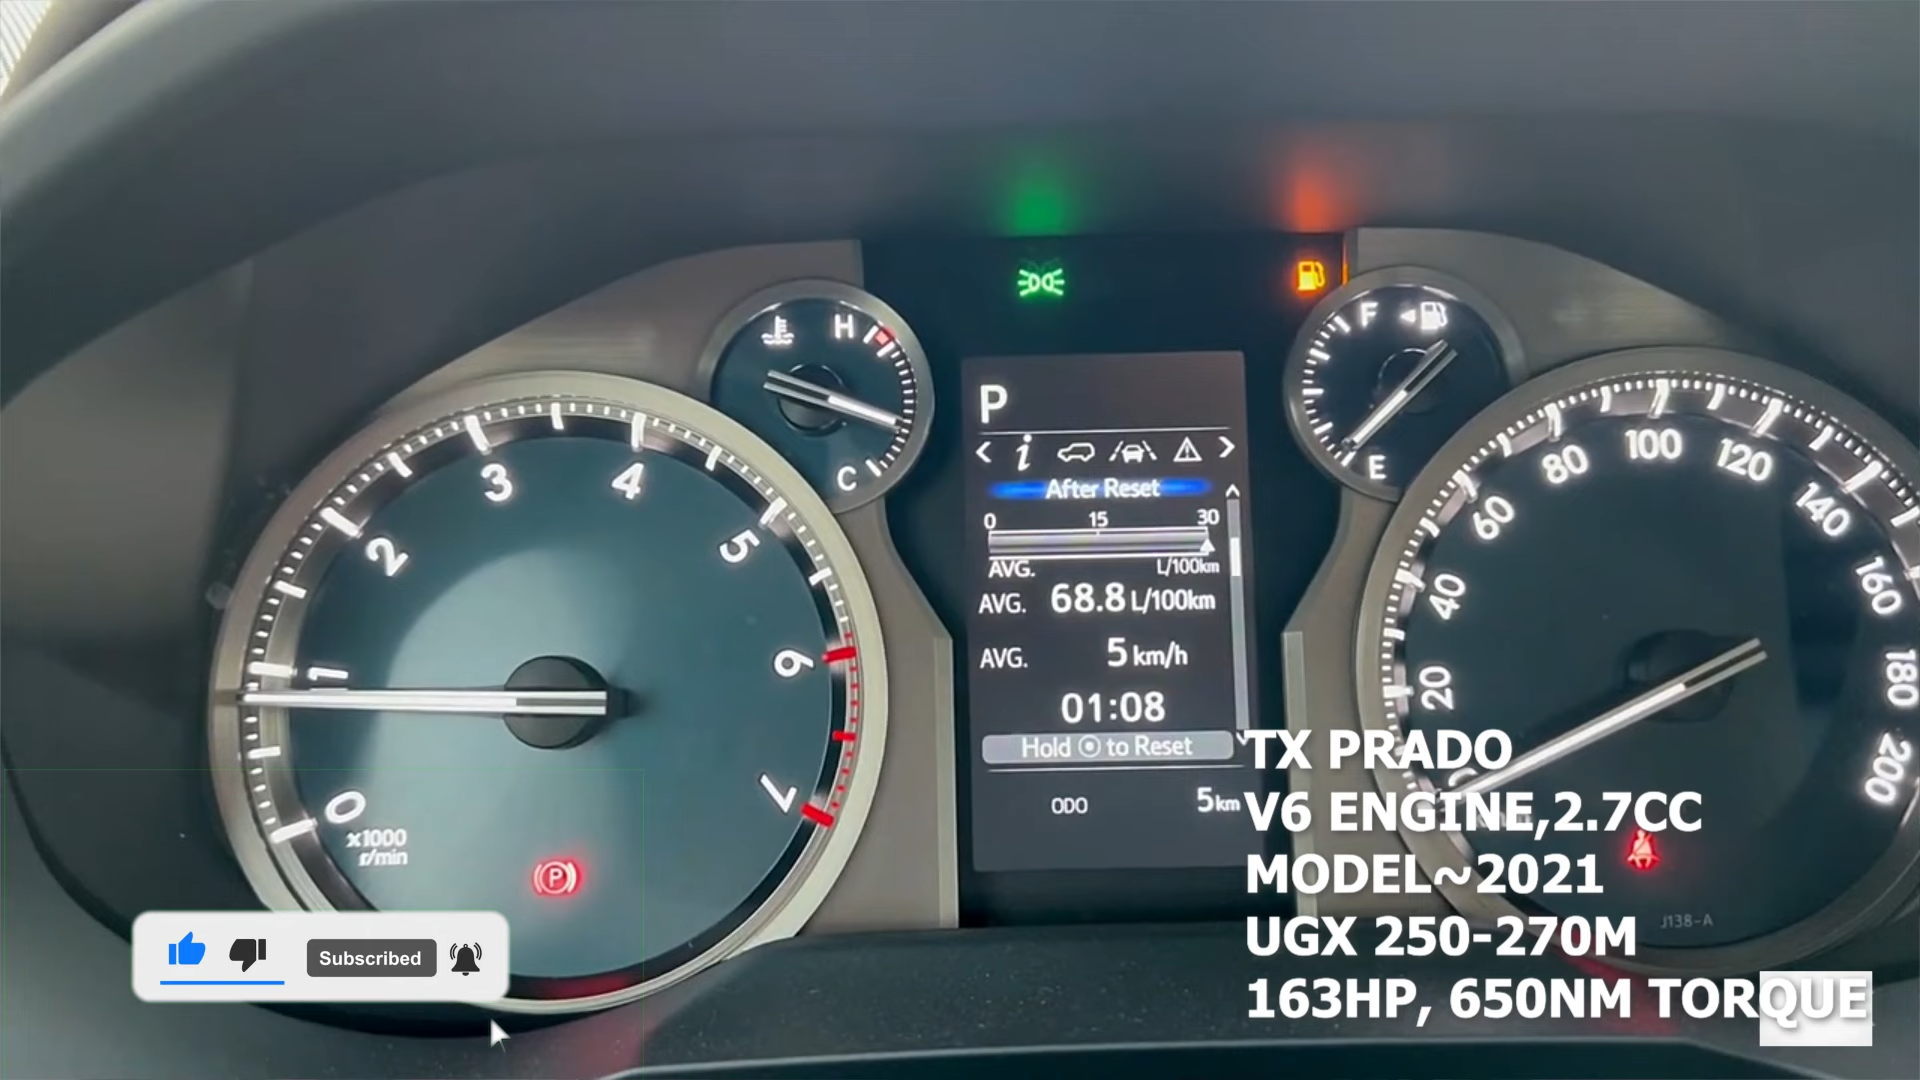 H
C
F
E
P
After Reset
0 15 30
AVG. L/100km
AVG. 68.8 L/100km
AVG. 5 km/h
01:08
Hold to Reset
ODO 5 km
0 1 2 3 4 5 6 7
x1000
r/min
P
20 40 60 80 100 120 140 160 180 200
J138-A
TX PRADO
V6 ENGINE,2.7CC
MODEL~2021
UGX 250-270M
163HP, 650NM TORQUE
Subscribed